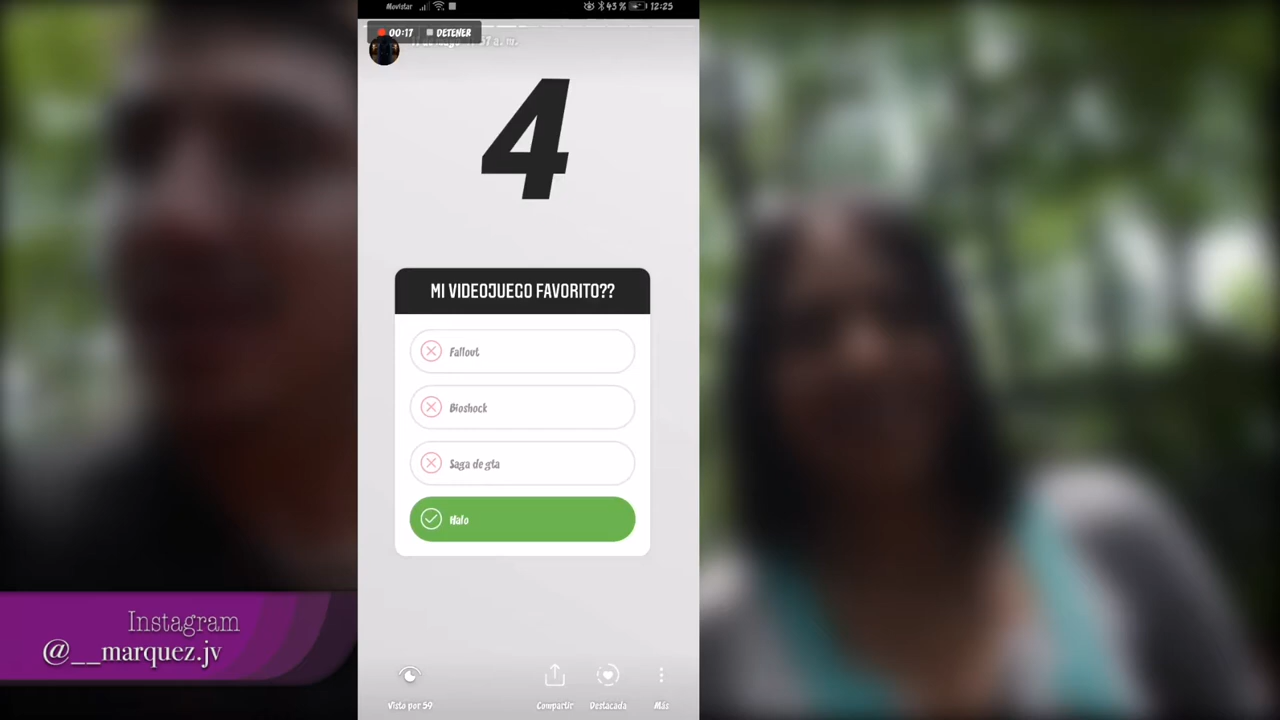 Movistar
43 % 12:25
00:17 DETENER
4
MI VIDEOJUEGO FAVORITO??
Fallout
Bioshock
Saga de gta
Halo
Instagram
@__marquez.jv
Visto por 59
Compartir
Destacada
Más